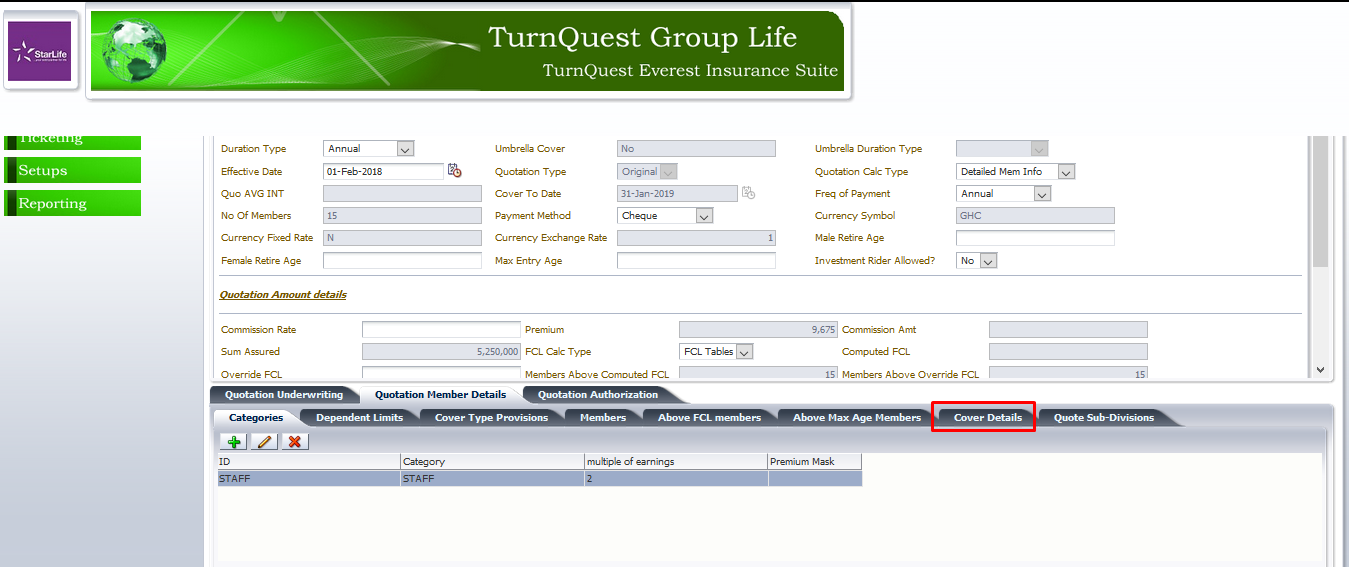 TurnQuest Group Life
StarLife
TurnQuest Everest Insurance Suite
Ticketing
Setups
Reporting
Duration Type Annual Umbrella Cover No Umbrella Duration Type
Effective Date 01-Feb-2018 Quotation Type Original Quotation Calc Type Detailed Mem Info
Quo AVG INT Cover To Date 31-Jan-2019 Freq of Payment Annual
No Of Members 15 Payment Method Cheque Currency Symbol GHC
Currency Fixed Rate N Currency Exchange Rate 1 Male Retire Age
Female Retire Age Max Entry Age Investment Rider Allowed? No
Quotation Amount details
Commission Rate Premium 9,675 Commission Amt
Sum Assured 5,250,000 FCL Calc Type FCL Tables Computed FCL
Override FCL Members Above Computed FCL 15 Members Above Override FCL 15
Quotation Underwriting Quotation Member Details Quotation Authorization
Categories Dependent Limits Cover Type Provisions Members Above FCL members Above Max Age Members Cover Details Quote Sub-Divisions
ID Category multiple of earnings Premium Mask
STAFF STAFF 2